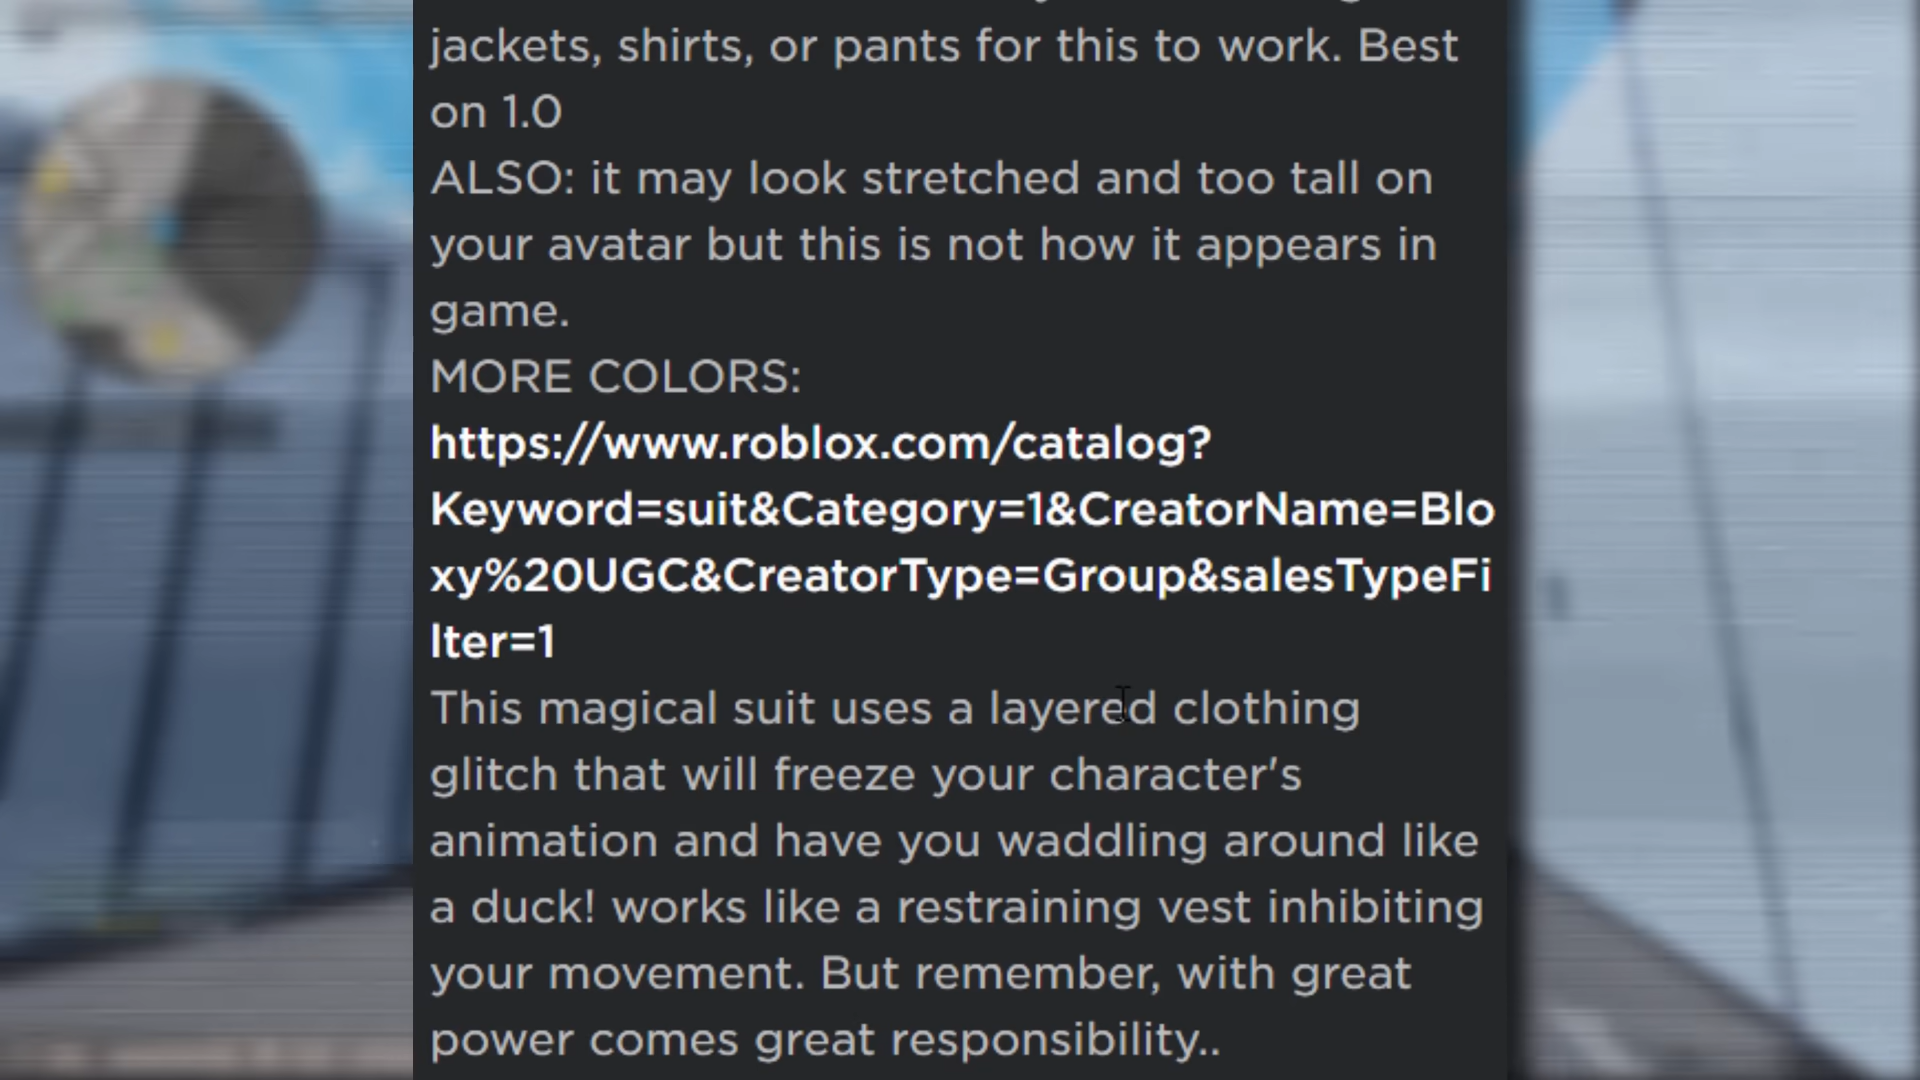 jackets, shirts, or pants for this to work. Best
on 1.0
ALSO: it may look stretched and too tall on
your avatar but this is not how it appears in
game.
MORE COLORS:
https://www.roblox.com/catalog?
Keyword=suit&Category=1&CreatorName=Blo
xy%20UGC&CreatorType=Group&salesTypeFi
lter=1
This magical suit uses a layered clothing
glitch that will freeze your character's
animation and have you waddling around like
a duck! works like a restraining vest inhibiting
your movement. But remember, with great
power comes great responsibility..